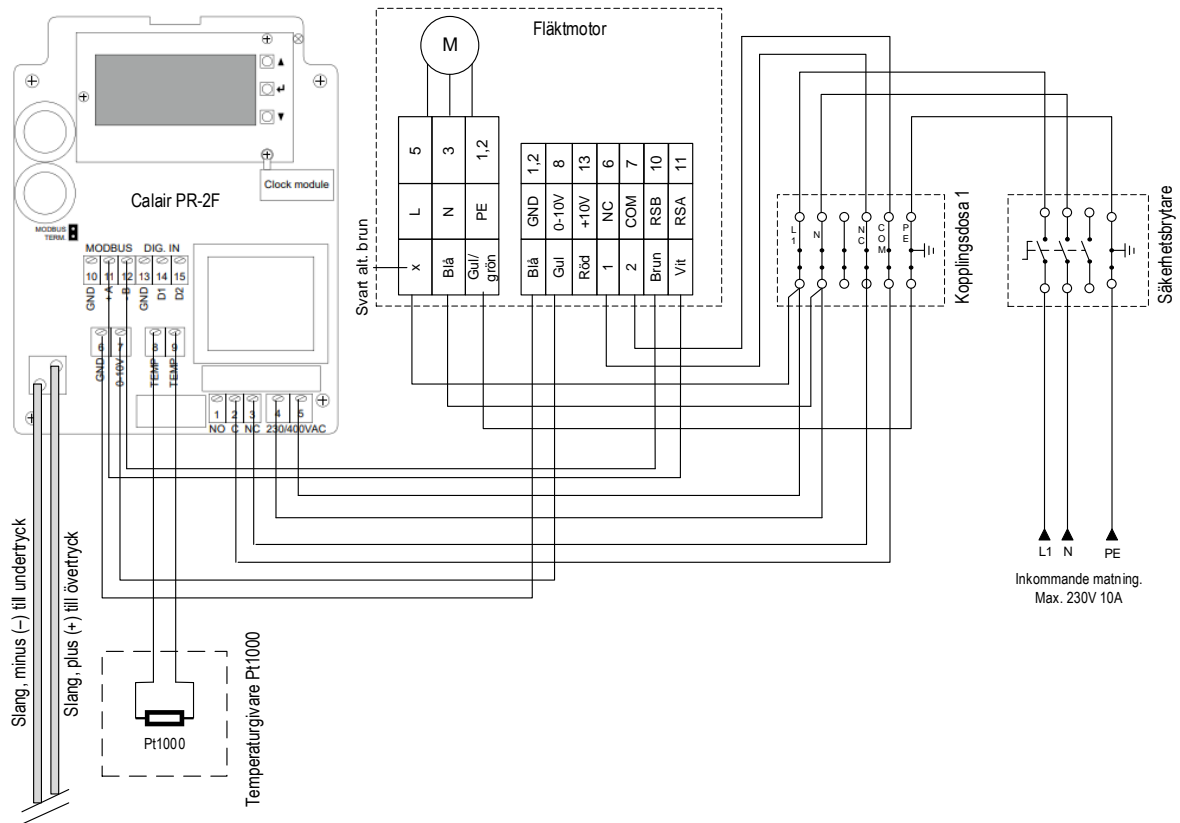 Fläktmotor
M
5
3
1,2
L
N
PE
x
Blå
Gul/
grön
Svart alt. brun
1,2
8
13
6
7
10
11
GND
0-10V
+10V
NC
COM
RSB
RSA
Blå
Gul
Röd
1
2
Brun
Vit
Clock module
Calair PR-2F
MODBUS
TERM.
MODBUS DIG. IN
10 11 12 13 14 15
GND
+A
-B
GND
D1
D2
6 7 8 9
GND
0-10V
TEMP
TEMP
1 2 3 4 5
NO C NC 230/400VAC
L1
N
NC
COM
PE
Kopplingsdosa 1
Säkerhetsbrytare
L1 N PE
Inkommande matning.
Max. 230V 10A
Slang, minus (–) till undertryck
Slang, plus (+) till övertryck
Pt1000
Temperaturgivare Pt1000